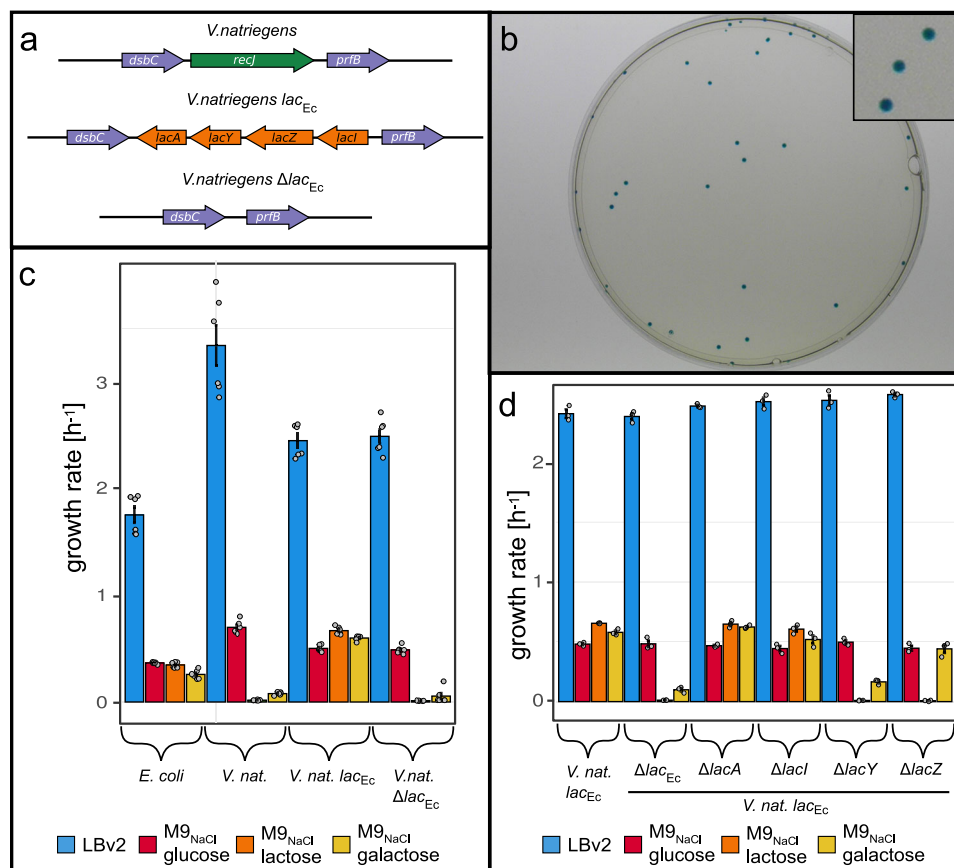 a
V.natriegens
dsbC recJ prfB
V.natriegens lacEc
dsbC lacA lacY lacZ lacI prfB
V.natriegens ΔlacEc
dsbC prfB
b
c
growth rate [h-1]
3
2
1
0
E. coli V. nat. V. nat. lacEc V.nat.
ΔlacEc
LBv2 M9NaCl glucose M9NaCl lactose M9NaCl galactose
d
growth rate [h-1]
2
1
0
V. nat.
lacEc
ΔlacEc ΔlacA ΔlacI ΔlacY ΔlacZ
V. nat. lacEc
LBv2 M9NaCl glucose M9NaCl lactose M9NaCl galactose